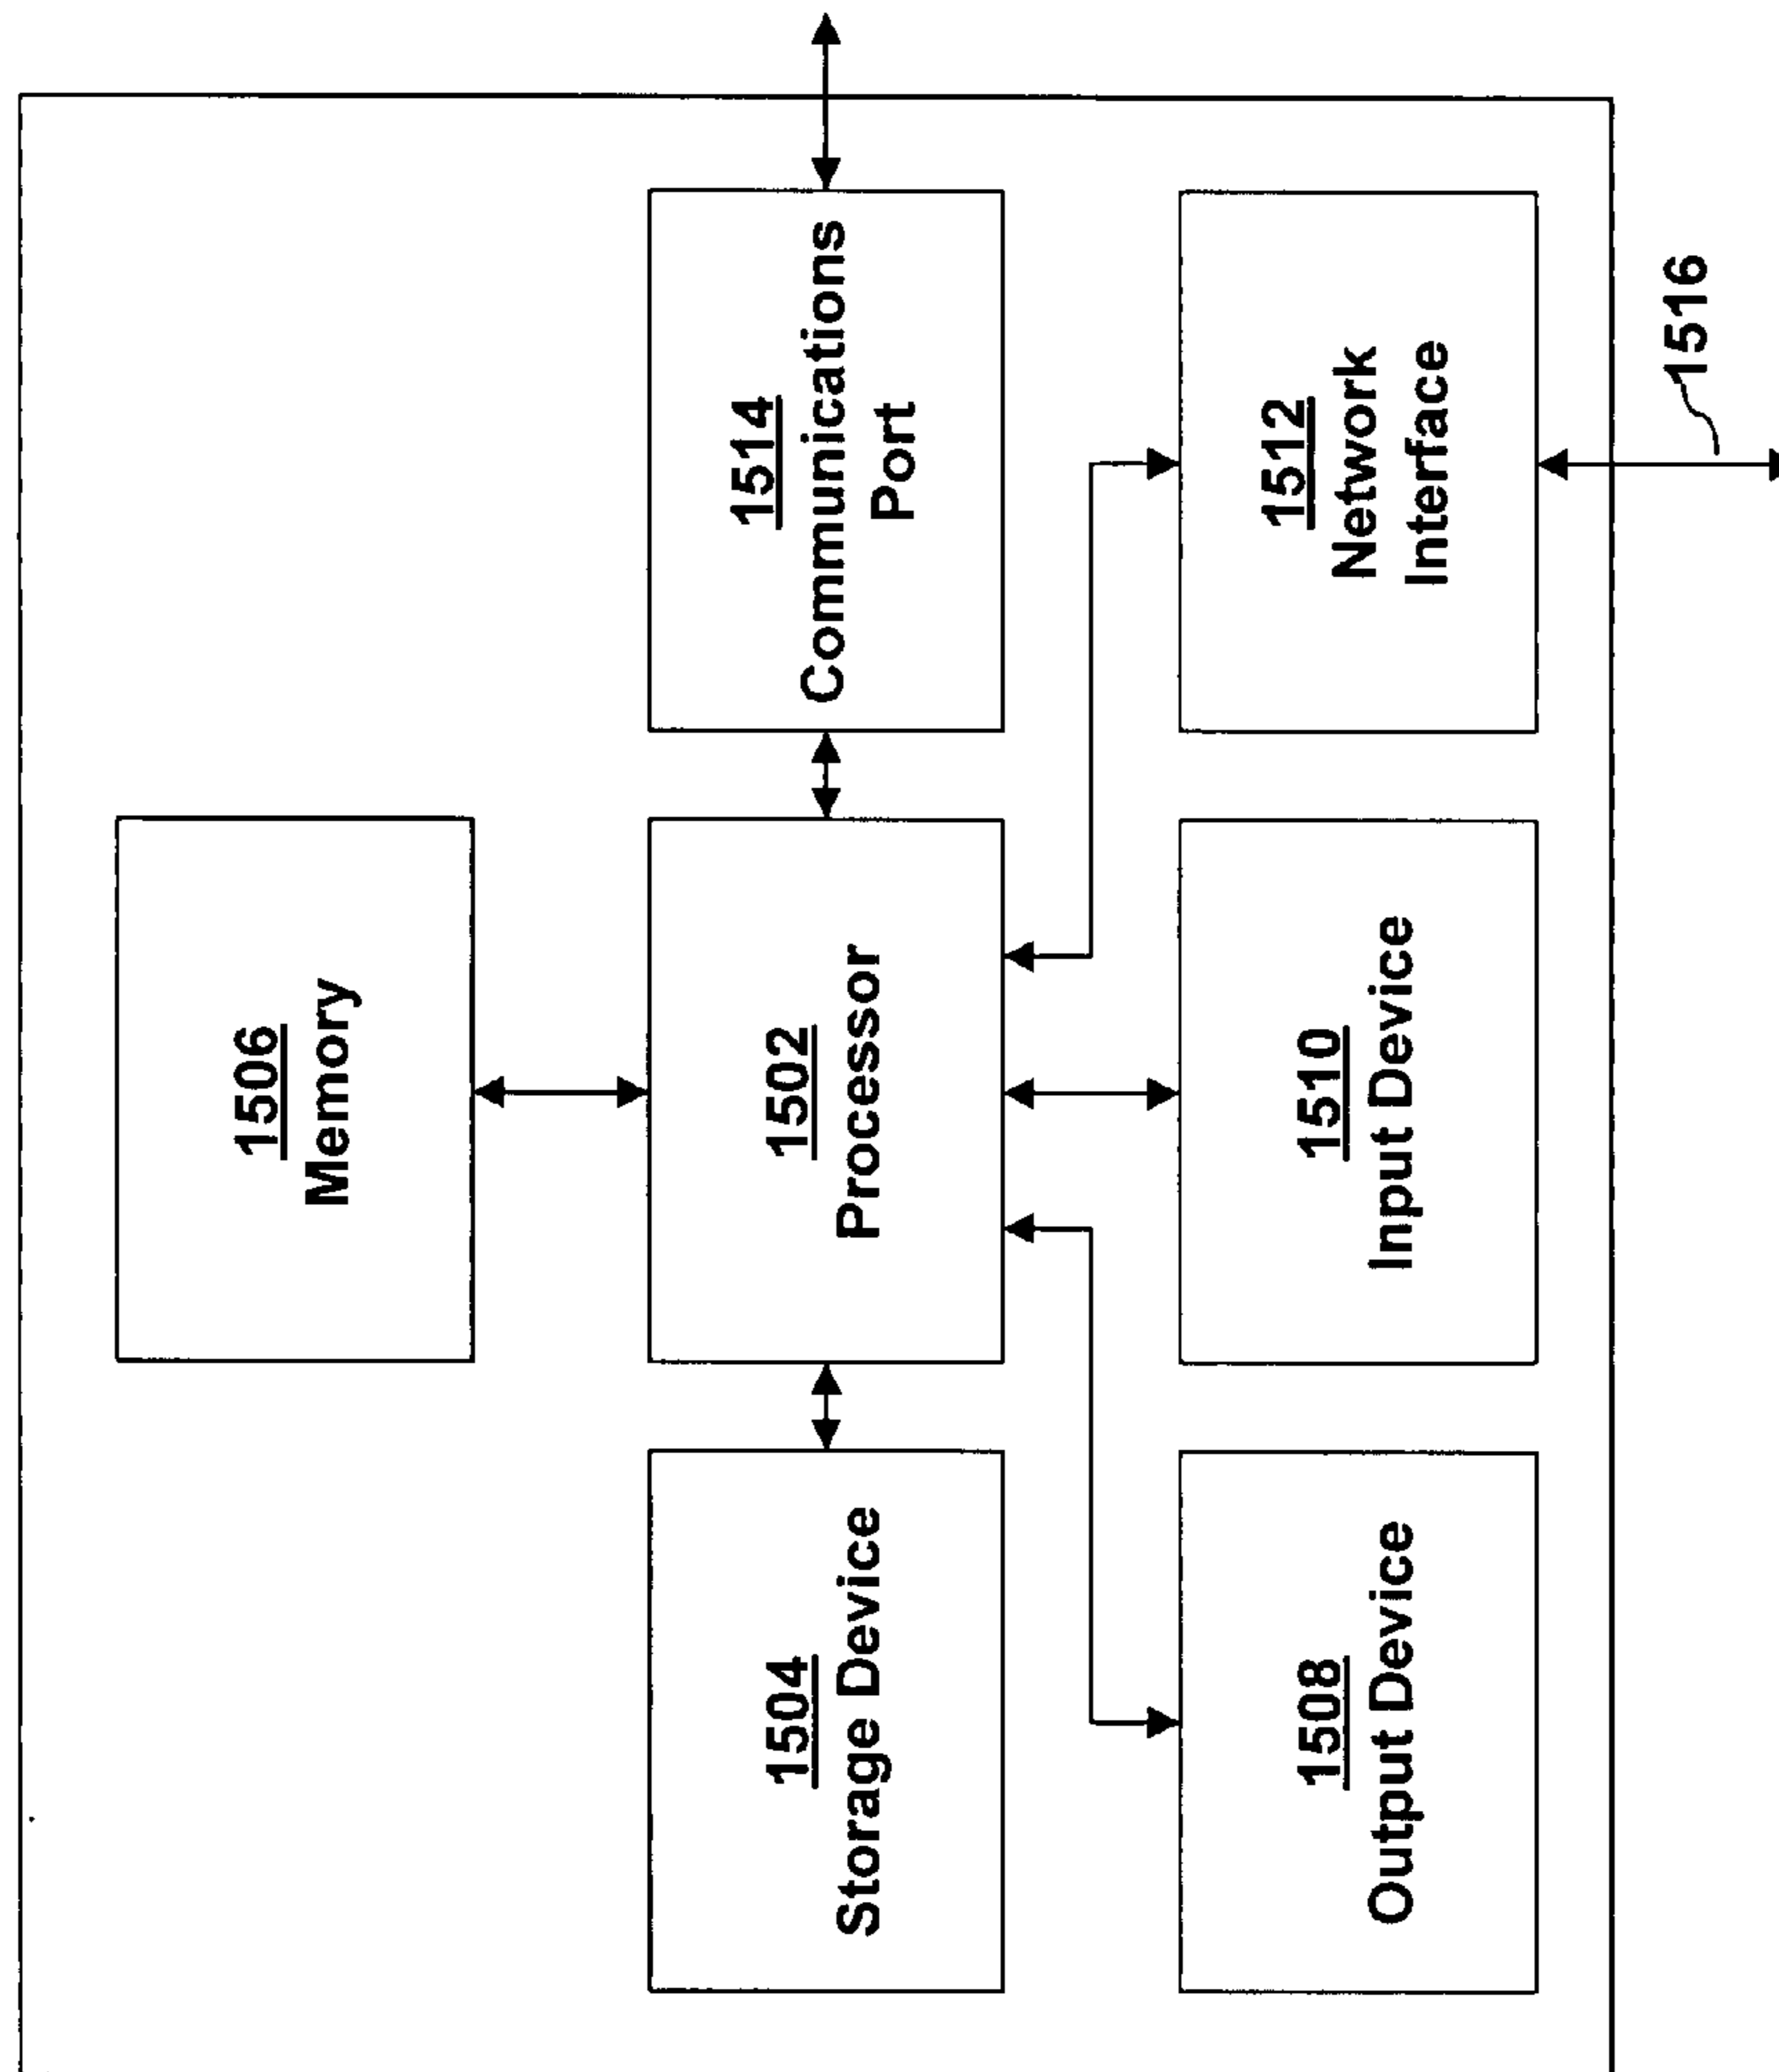 1506
Memory
1504
Storage Device
1502
Processor
1514
Communications
Port
1508
Output Device
1510
Input Device
1512
Network
Interface
1516